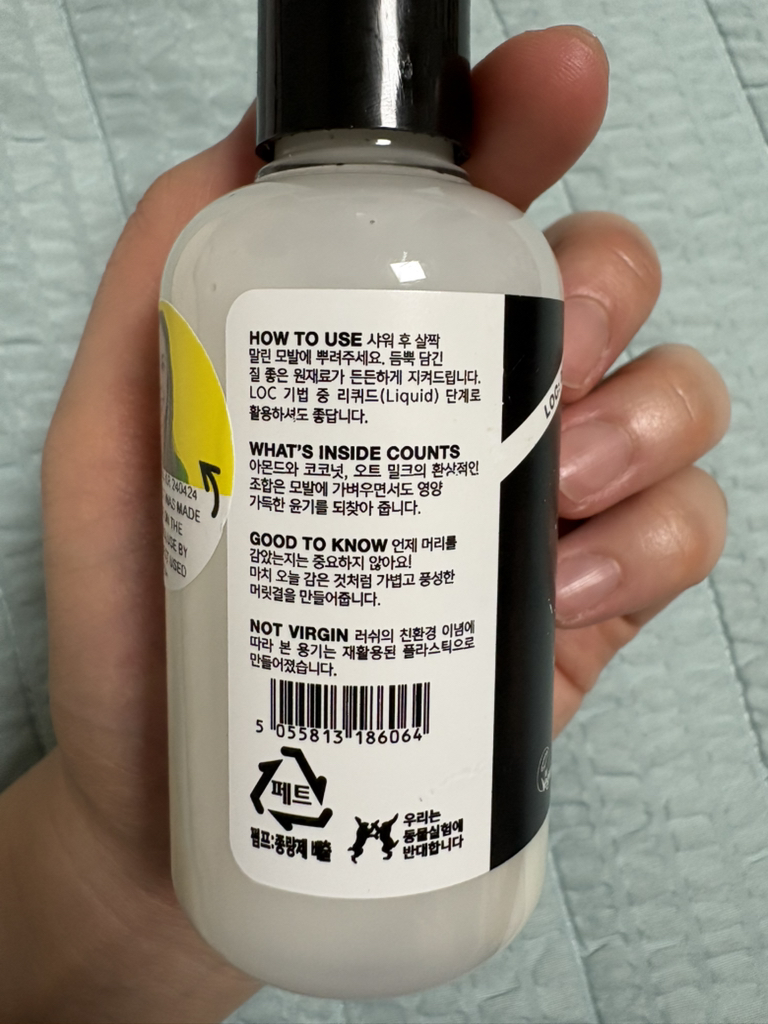 HOW TO USE 샤워 후 살짝
말린 모발에 뿌려주세요. 듬뿍 담긴
질 좋은 원재료가 든든하게 지켜드립니다.
LOC 기법 중 리퀴드(Liquid) 단계로
활용하셔도 좋답니다.
WHAT'S INSIDE COUNTS
아몬드와 코코넛, 오트 밀크의 환상적인
조합은 모발에 가벼우면서도 영양
가득한 윤기를 되찾아 줍니다.
GOOD TO KNOW 언제 머리를
감았는지는 중요하지 않아요!
마치 오늘 감은 것처럼 가볍고 풍성한
머릿결을 만들어줍니다.
NOT VIRGIN 러쉬의 친환경 이념에
따라 본 용기는 재활용된 플라스틱으로
만들어졌습니다.
5 055813 186064
페트
펌프:종량제 배출
우리는
동물실험에
반대합니다
240424
WAS MADE
ON THE
USE BY
USED